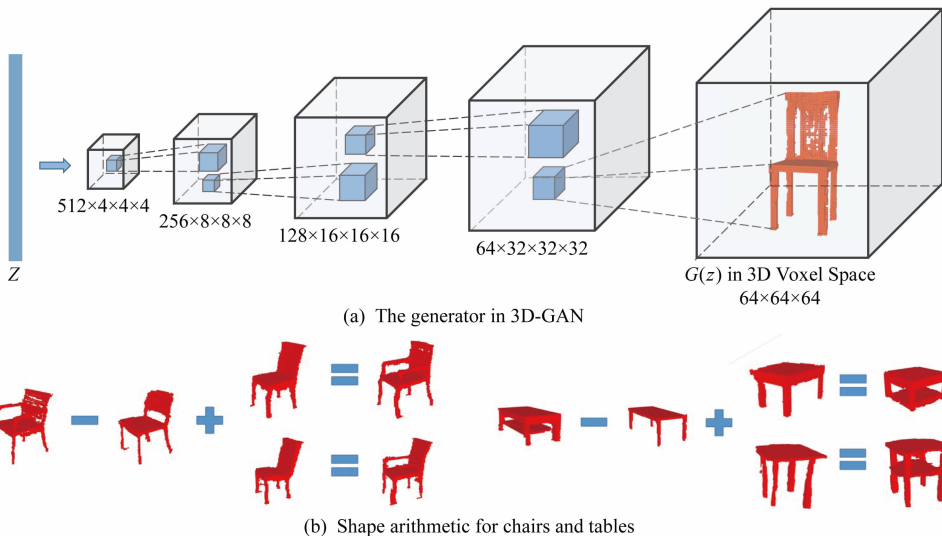 512×4×4×4
256×8×8×8
128×16×16×16
64×32×32×32
Z
G(z) in 3D Voxel Space
64×64×64
(a) The generator in 3D-GAN
(b) Shape arithmetic for chairs and tables